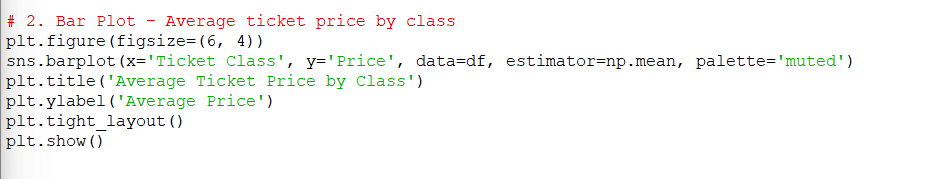 # 2. Bar Plot - Average ticket price by class
plt.figure(figsize=(6, 4))
sns.barplot(x='Ticket Class', y='Price', data=df, estimator=np.mean, palette='muted')
plt.title('Average Ticket Price by Class')
plt.ylabel('Average Price')
plt.tight_layout()
plt.show()